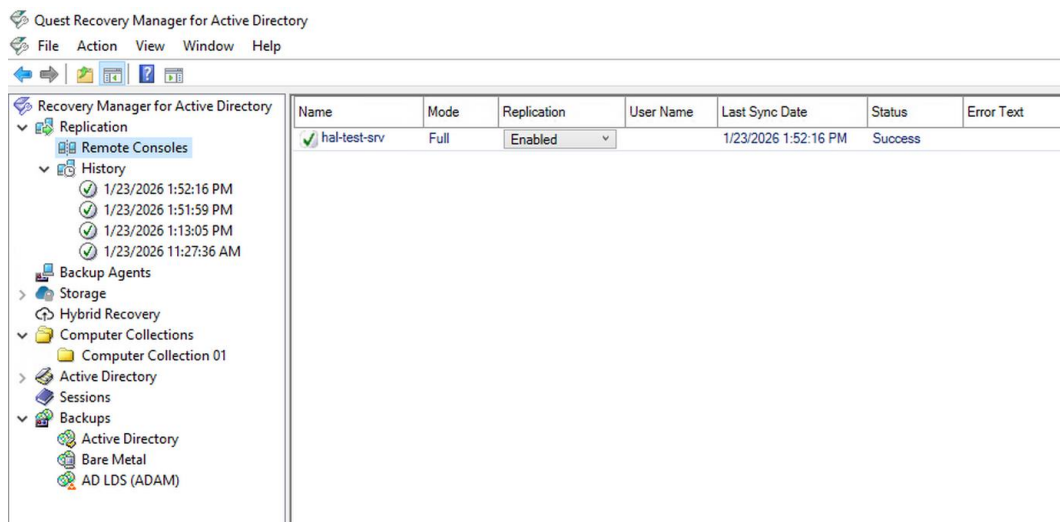 Quest Recovery Manager for Active Directory
File Action View Window Help
Recovery Manager for Active Directory
Replication
Remote Consoles
History
1/23/2026 1:52:16 PM
1/23/2026 1:51:59 PM
1/23/2026 1:13:05 PM
1/23/2026 11:27:36 AM
Backup Agents
Storage
Hybrid Recovery
Computer Collections
Computer Collection 01
Active Directory
Sessions
Backups
Active Directory
Bare Metal
AD LDS (ADAM)
Name Mode Replication User Name Last Sync Date Status Error Text
hal-test-srv Full Enabled 1/23/2026 1:52:16 PM Success